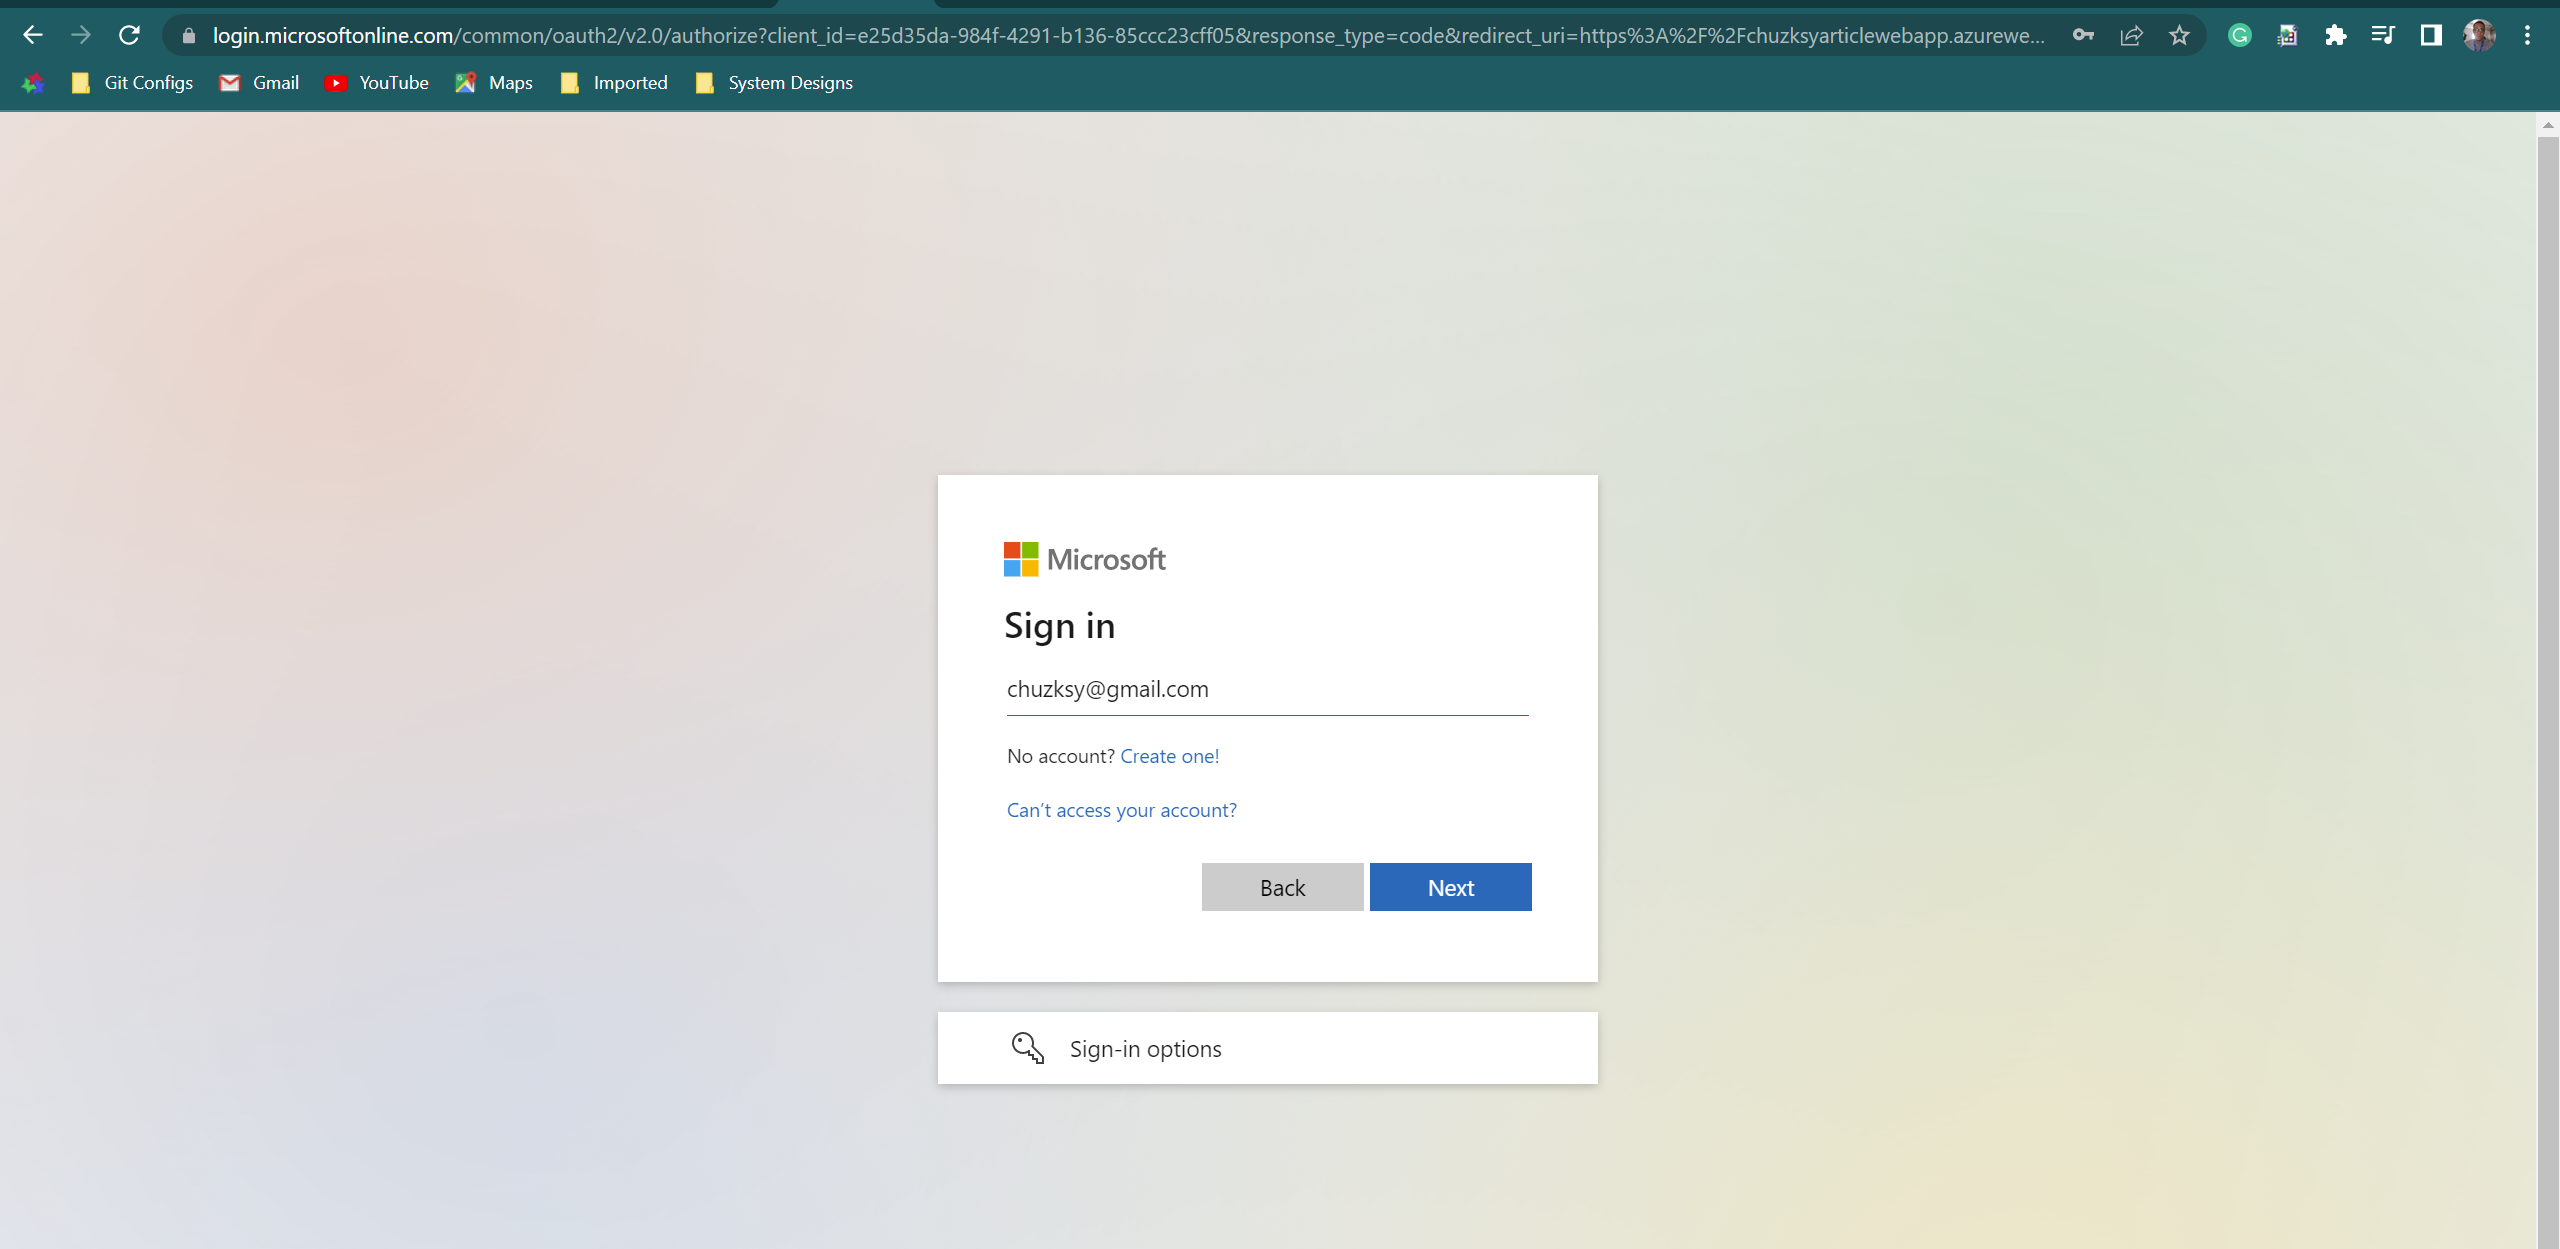 login.microsoftonline.com/common/oauth2/v2.0/authorize?client_id=e25d35da-984f-4291-b136-85ccc23cff05&response_type=code&redirect_uri=https%3A%2F%2Fchuzksyarticlewebapp.azurewe...
Git Configs Gmail YouTube Maps Imported System Designs
Microsoft
Sign in
chuzksy@gmail.com
No account? Create one!
Can't access your account?
Back Next
Sign-in options